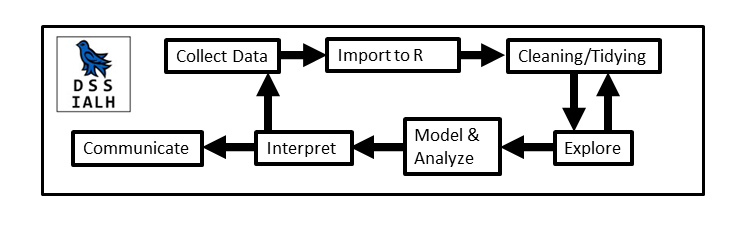 DSS
IALH
Collect Data
Import to R
Cleaning/Tidying
Communicate
Interpret
Model &
Analyze
Explore